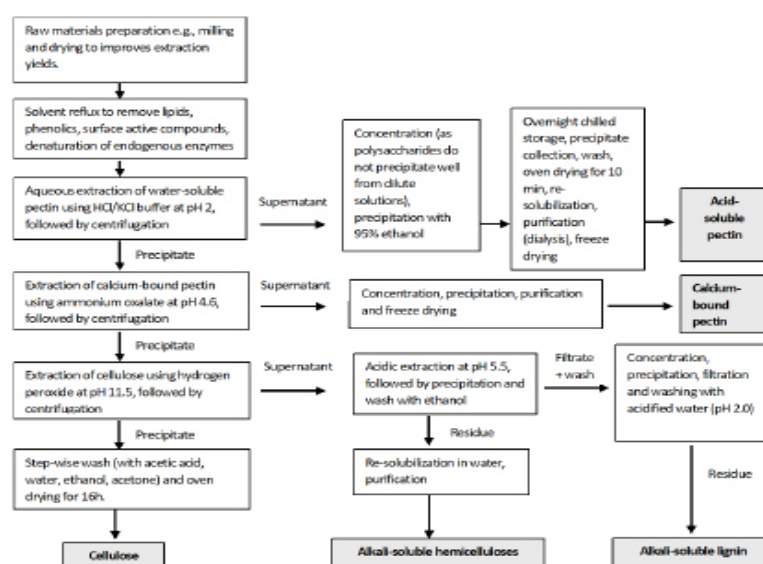 Raw materials preparation e.g., milling
and drying to improves extraction
yields.
Solvent reflux to remove lipids,
phenolics, surface active compounds,
denaturation of endogenous enzymes
Aqueous extraction of water-soluble
pectin using HCl/KCl buffer at pH 2,
followed by centrifugation
Supernatant
Concentration (as
polysaccharides do
not precipitate well
from dilute
solutions),
precipitation with
95% ethanol
Overnight chilled
storage, precipitate
collection, wash,
oven drying for 10
min, re-
solubilization,
purification
(dialysis), freeze
drying
Acid-
soluble
pectin
Precipitate
Extraction of calcium-bound pectin
using ammonium oxalate at pH 4.6,
followed by centrifugation
Supernatant
Concentration, precipitation, purification
and freeze drying
Calcium-
bound
pectin
Precipitate
Extraction of cellulose using hydrogen
peroxide at pH 11.5, followed by
centrifugation
Supernatant
Acidic extraction at pH 5.5,
followed by precipitation and
wash with ethanol
Filtrate
+ wash
Concentration,
precipitation, filtration
and washing with
acidified water (pH 2.0)
Precipitate
Residue
Step-wise wash (with acetic acid,
water, ethanol, acetone) and oven
drying for 16h.
Re-solubilization in water,
purification
Residue
Cellulose
Alkali-soluble hemicelluloses
Alkali-soluble lignin